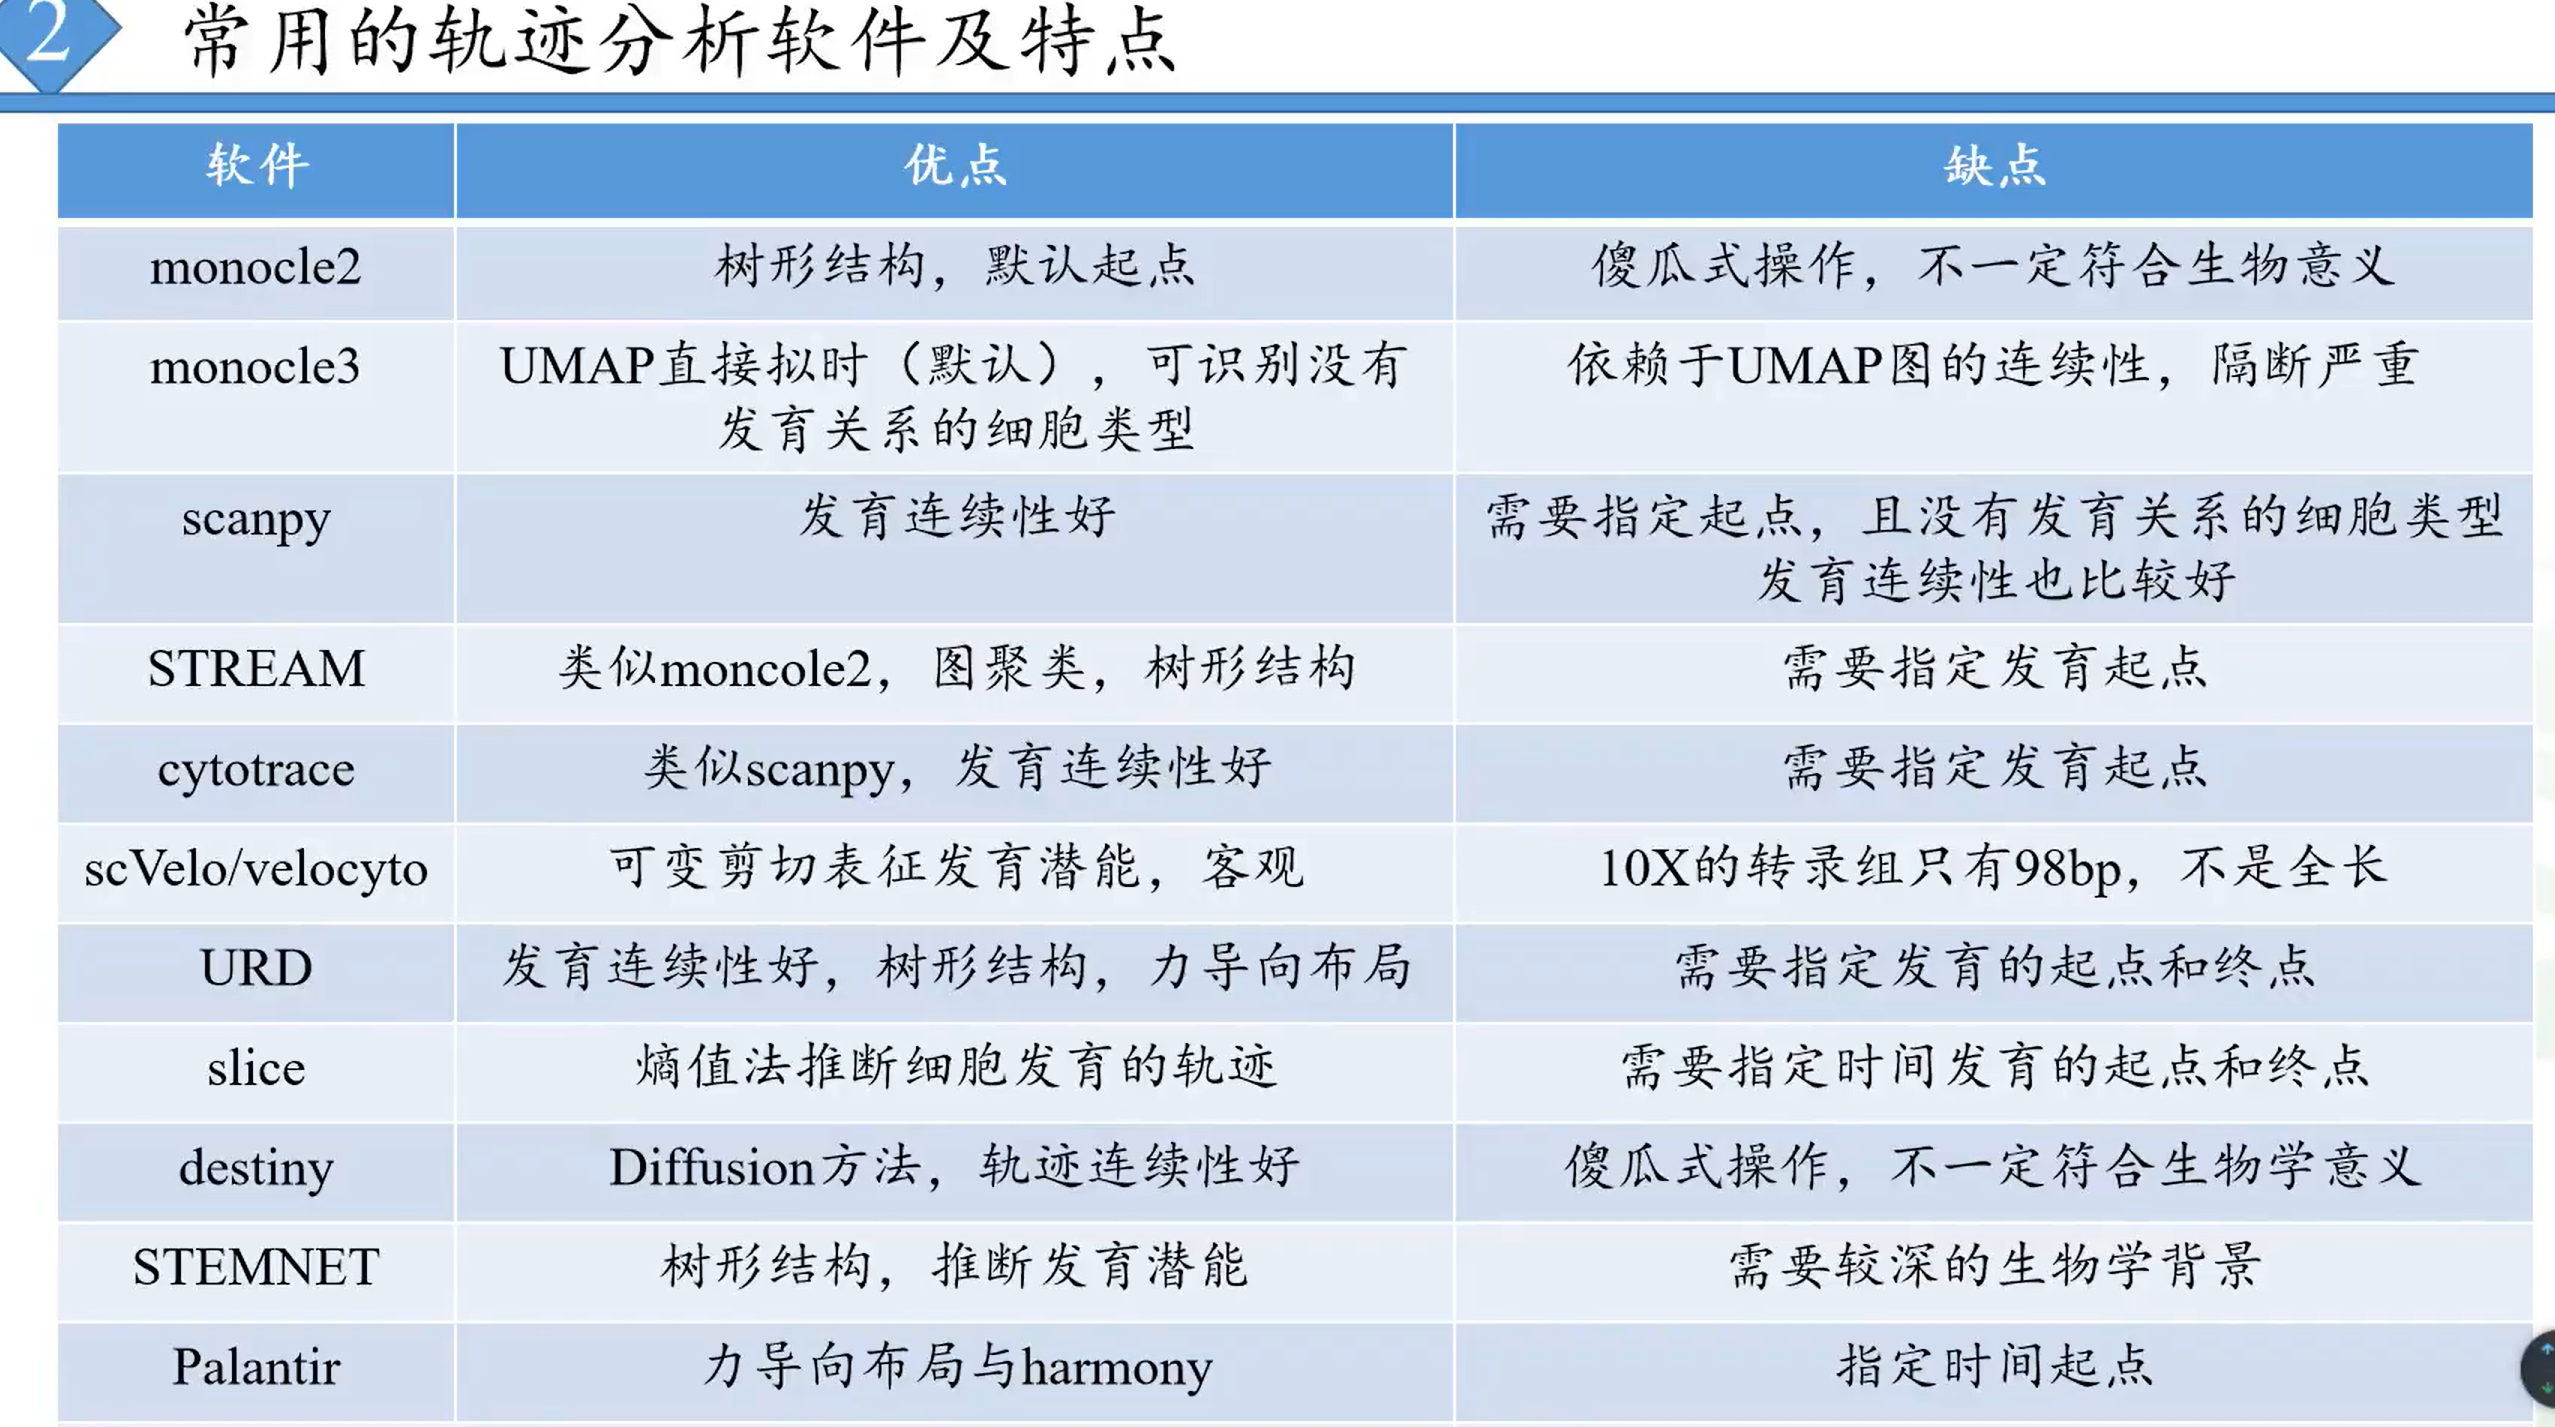 2 常用的轨迹分析软件及特点
软件 优点 缺点
monocle2 树形结构，默认起点 傻瓜式操作，不一定符合生物意义
monocle3 UMAP直接拟时（默认），可识别没有 依赖于UMAP图的连续性，隔断严重
发育关系的细胞类型
scanpy 发育连续性好 需要指定起点，且没有发育关系的细胞类型
发育连续性也比较好
STREAM 类似moncole2，图聚类，树形结构 需要指定发育起点
cytotrace 类似scanpy，发育连续性好 需要指定发育起点
scVelo/velocyto 可变剪切表征发育潜能，客观 10X的转录组只有98bp，不是全长
URD 发育连续性好，树形结构，力导向布局 需要指定发育的起点和终点
slice 熵值法推断细胞发育的轨迹 需要指定时间发育的起点和终点
destiny Diffusion方法，轨迹连续性好 傻瓜式操作，不一定符合生物学意义
STEMNET 树形结构，推断发育潜能 需要较深的生物学背景
Palantir 力导向布局与harmony 指定时间起点